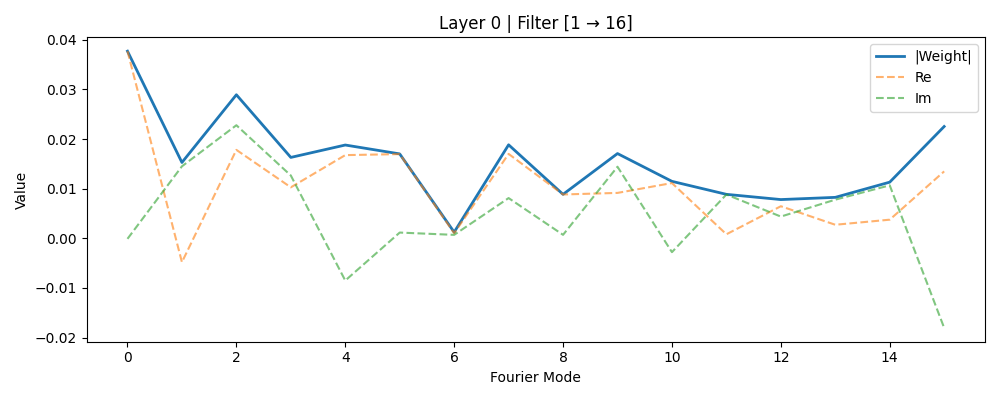 Layer 0 | Filter [1 → 16]
0.04
0.03
0.02
0.01
0.00
−0.01
−0.02
Value
|Weight|
Re
Im
0 2 4 6 8 10 12 14
Fourier Mode